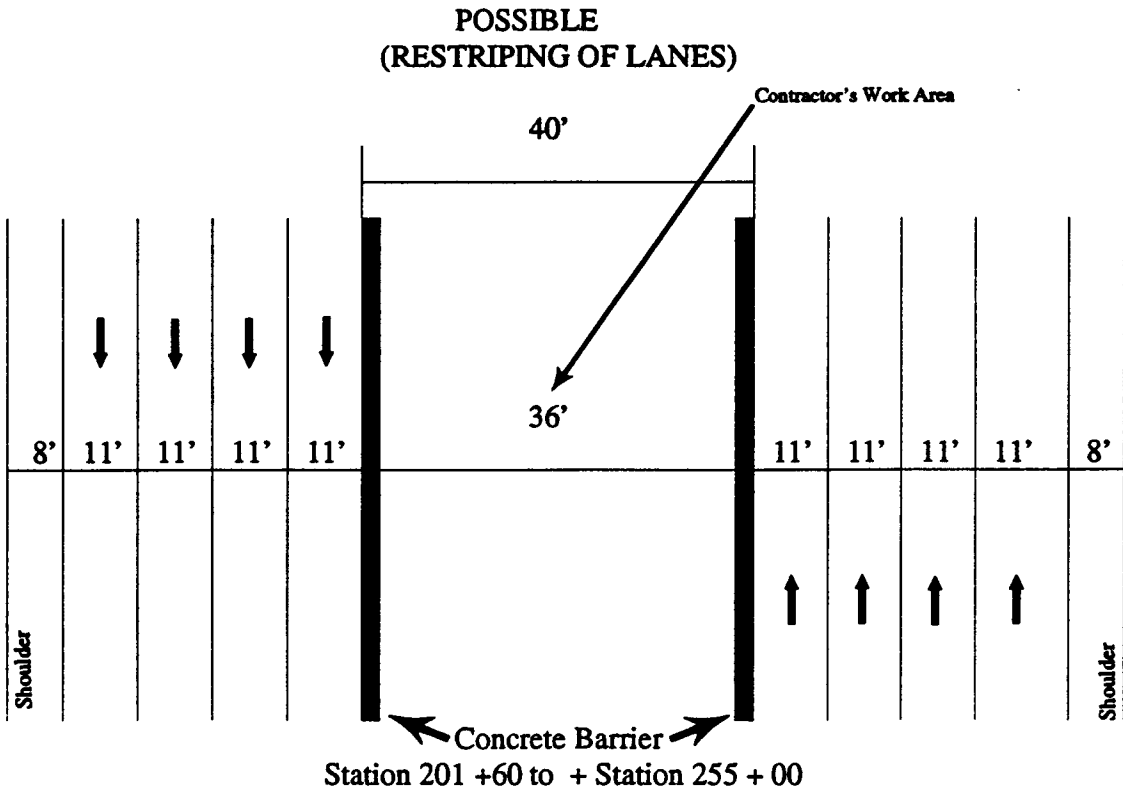 POSSIBLE
(RESTRIPING OF LANES)
Contractor's Work Area
40'
36'
8' 11' 11' 11' 11' 11' 11' 11' 11' 8'
Shoulder
Shoulder
Concrete Barrier
Station 201 +60 to + Station 255 + 00